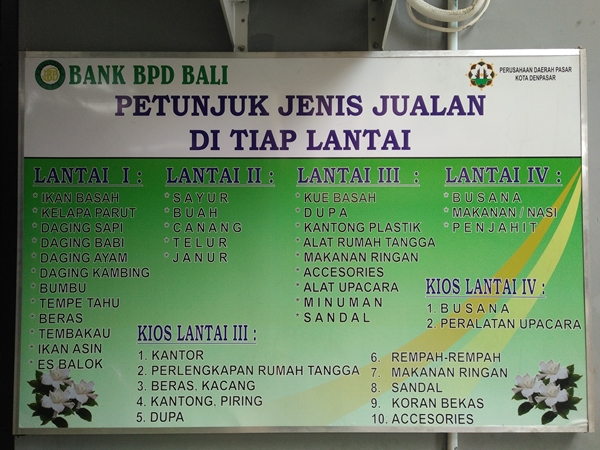 BANK BPD BALI
PERUSAHAAN DAERAH PASAR
KOTA DENPASAR
PETUNJUK JENIS JUALAN
DI TIAP LANTAI
LANTAI I :
* IKAN BASAH
* KELAPA PARUT
* DAGING SAPI
* DAGING BABI
* DAGING AYAM
* DAGING KAMBING
* BUMBU
* TEMPE TAHU
* BERAS
* TEMBAKAU
* IKAN ASIN
* ES BALOK
LANTAI II :
* SAYUR
* BUAH
* CANANG
* TELUR
* JANUR
LANTAI III :
* KUE BASAH
* DUPA
* KANTONG PLASTIK
* ALAT RUMAH TANGGA
* MAKANAN RINGAN
* ACCESORIES
* ALAT UPACARA
* MINUMAN
* SANDAL
LANTAI IV :
* BUSANA
* MAKANAN / NASI
* PENJAHIT
KIOS LANTAI IV :
1. BUSANA
2. PERALATAN UPACARA
KIOS LANTAI III :
1. KANTOR
2. PERLENGKAPAN RUMAH TANGGA
3. BERAS, KACANG
4. KANTONG, PIRING
5. DUPA
6. REMPAH-REMPAH
7. MAKANAN RINGAN
8. SANDAL
9. KORAN BEKAS
10. ACCESORIES